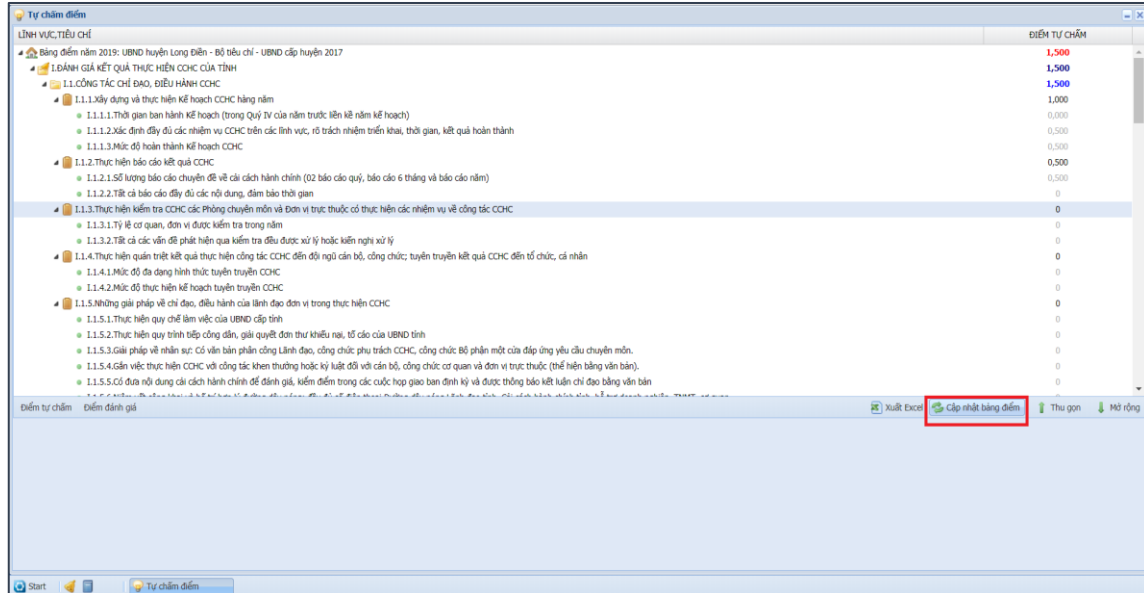 Tự chấm điểm
LĨNH VỰC,TIÊU CHÍ ĐIỂM TỰ CHẤM
Bảng điểm năm 2019: UBND huyện Long Điền - Bộ tiêu chí - UBND cấp huyện 2017 1,500
I.ĐÁNH GIÁ KẾT QUẢ THỰC HIỆN CCHC CỦA TỈNH 1,500
I.1.CÔNG TÁC CHỈ ĐẠO, ĐIỀU HÀNH CCHC 1,500
I.1.1.Xây dựng và thực hiện Kế hoạch CCHC hàng năm 1,000
I.1.1.1.Thời gian ban hành Kế hoạch (trong Quý IV của năm trước liền kề năm kế hoạch) 0,000
I.1.1.2.Xác định đầy đủ các nhiệm vụ CCHC trên các lĩnh vực, rõ trách nhiệm triển khai, thời gian, kết quả hoàn thành 0,500
I.1.1.3.Mức độ hoàn thành Kế hoạch CCHC 0,500
I.1.2.Thực hiện báo cáo kết quả CCHC 0,500
I.1.2.1.Số lượng báo cáo chuyên đề về cải cách hành chính (02 báo cáo quý, báo cáo 6 tháng và báo cáo năm) 0,500
I.1.2.2.Tất cả báo cáo đầy đủ các nội dung, đảm bảo thời gian 0
I.1.3.Thực hiện kiểm tra CCHC các Phòng chuyên môn và Đơn vị trực thuộc có thực hiện các nhiệm vụ về công tác CCHC 0
I.1.3.1.Tỷ lệ cơ quan, đơn vị được kiểm tra trong năm 0
I.1.3.2.Tất cả các vấn đề phát hiện qua kiểm tra đều được xử lý hoặc kiến nghị xử lý 0
I.1.4.Thực hiện quán triệt kết quả thực hiện công tác CCHC đến đội ngũ cán bộ, công chức; tuyên truyền kết quả CCHC đến tổ chức, cá nhân 0
I.1.4.1.Mức độ đa dạng hình thức tuyên truyền CCHC 0
I.1.4.2.Mức độ thực hiện kế hoạch tuyên truyền CCHC 0
I.1.5.Những giải pháp về chỉ đạo, điều hành của lãnh đạo đơn vị trong thực hiện CCHC 0
I.1.5.1.Thực hiện quy chế làm việc của UBND cấp tỉnh 0
I.1.5.2.Thực hiện quy trình tiếp công dân, giải quyết đơn thư khiếu nại, tố cáo của UBND tỉnh 0
I.1.5.3.Giải pháp về nhân sự: Có văn bản phân công Lãnh đạo, công chức phụ trách CCHC, công chức Bộ phận một cửa đáp ứng yêu cầu chuyên môn. 0
I.1.5.4.Gắn việc thực hiện CCHC với công tác khen thưởng hoặc kỷ luật đối với cán bộ, công chức cơ quan và đơn vị trực thuộc (thể hiện bằng văn bản). 0
I.1.5.5.Có đưa nội dung cải cách hành chính để đánh giá, kiểm điểm trong các cuộc họp giao ban định kỳ và được thông báo kết luận chỉ đạo bằng văn bản 0
Điểm tự chấm Điểm đánh giá Xuất Excel Cập nhật bảng điểm Thu gọn Mở rộng
Start Tự chấm điểm